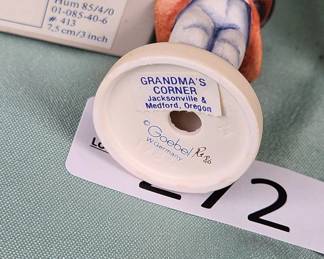 Hum 85/4/0
01-085-40-6
# 413
7,5 cm/3 inch
GRANDMA'S
CORNER
Jacksonville &
Medford, Oregon
© Goebel
W. Germany
LO
272